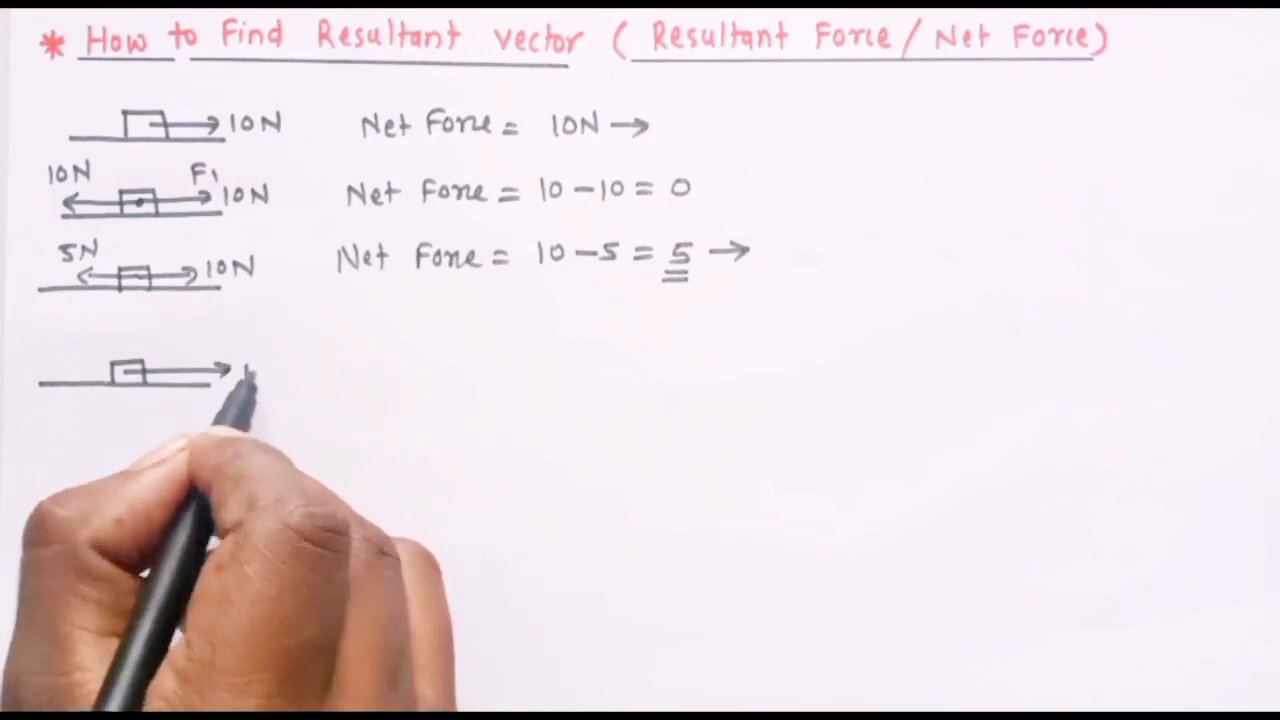 * How to Find Resultant vector ( Resultant Force / Net Force)
10N Net Force = 10N →
10N F1 10N Net Force = 10 - 10 = 0
5N 10N Net Force = 10 - 5 = 5 →